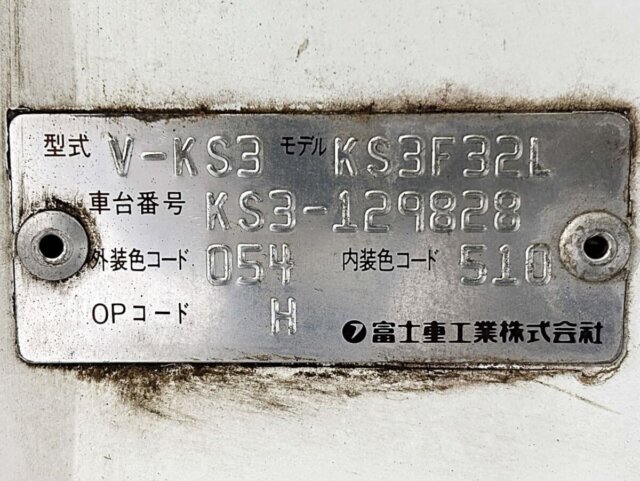 型式 V-KS3 モデル KS3F32L
車台番号 KS3-129828
外装色コード 054 内装色コード 510
OPコード H
富士重工業株式会社